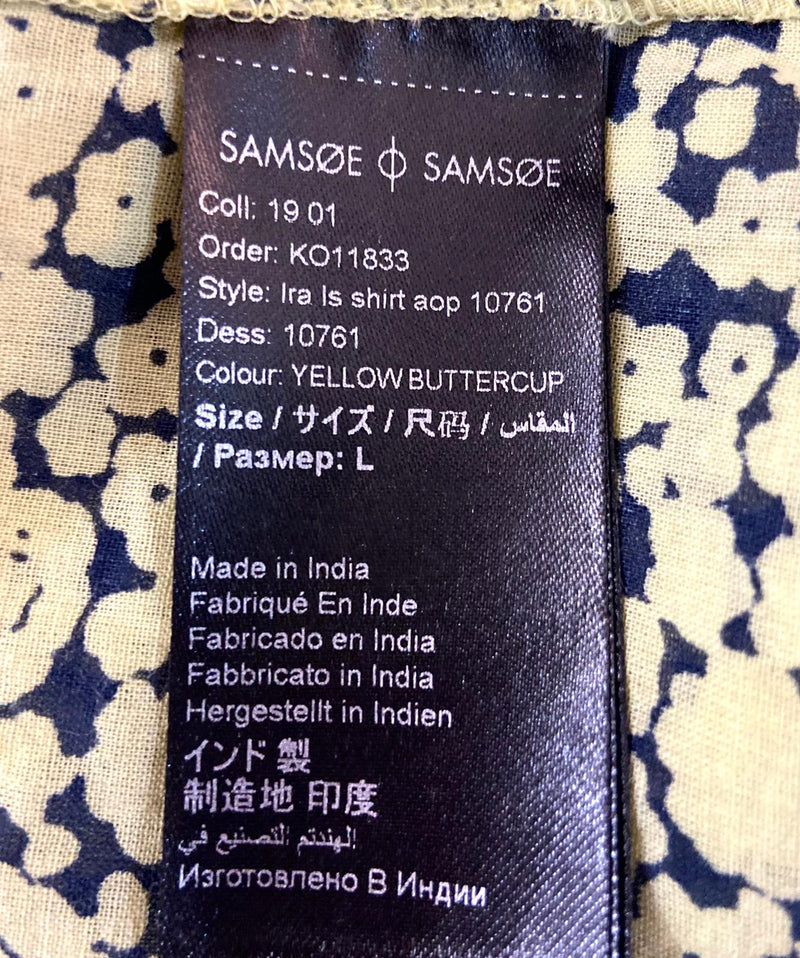 SAMSØE Φ SAMSØE
Coll: 19 01
Order: KO11833
Style: Ira ls shirt aop 10761
Dess: 10761
Colour: YELLOW BUTTERCUP
Size / サイズ / 尺码 / المقاس
/ Размер: L
Made in India
Fabriqué En Inde
Fabricado en India
Fabbricato in India
Hergestellt in Indien
インド 製
制造地 印度
الهندتم التصنيع في
Изготовлено В Индии